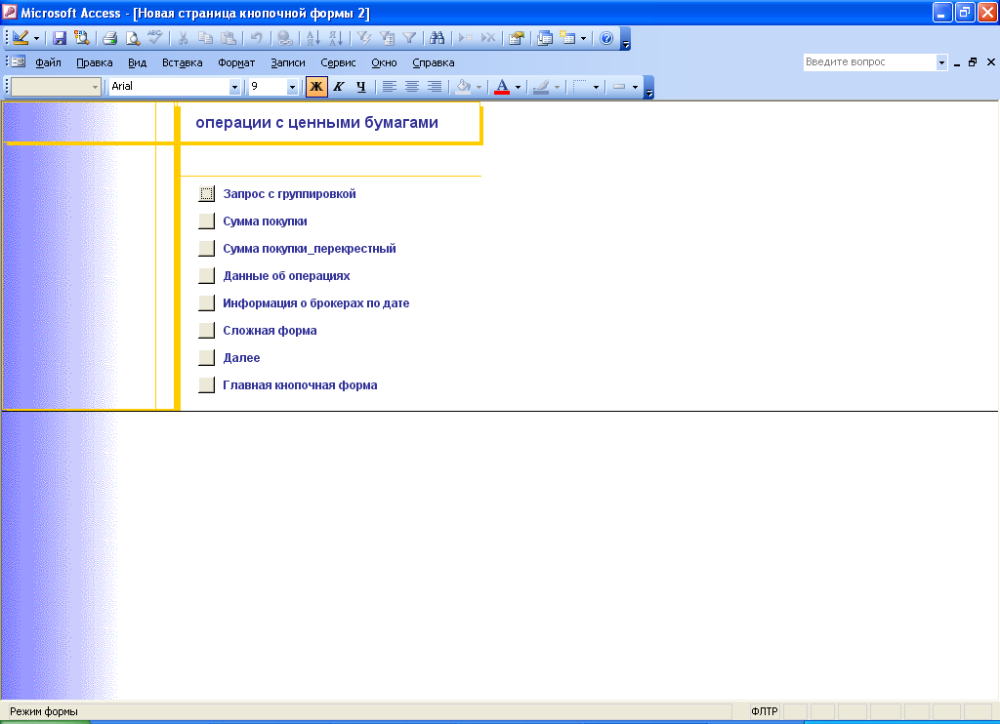 Microsoft Access - [Новая страница кнопочной формы 2]
Файл Правка Вид Вставка Формат Записи Сервис Окно Справка Введите вопрос
Arial 9 Ж К Ч
операции с ценными бумагами
Запрос с группировкой
Сумма покупки
Сумма покупки_перекрестный
Данные об операциях
Информация о брокерах по дате
Сложная форма
Далее
Главная кнопочная форма
Режим формы ФЛТР